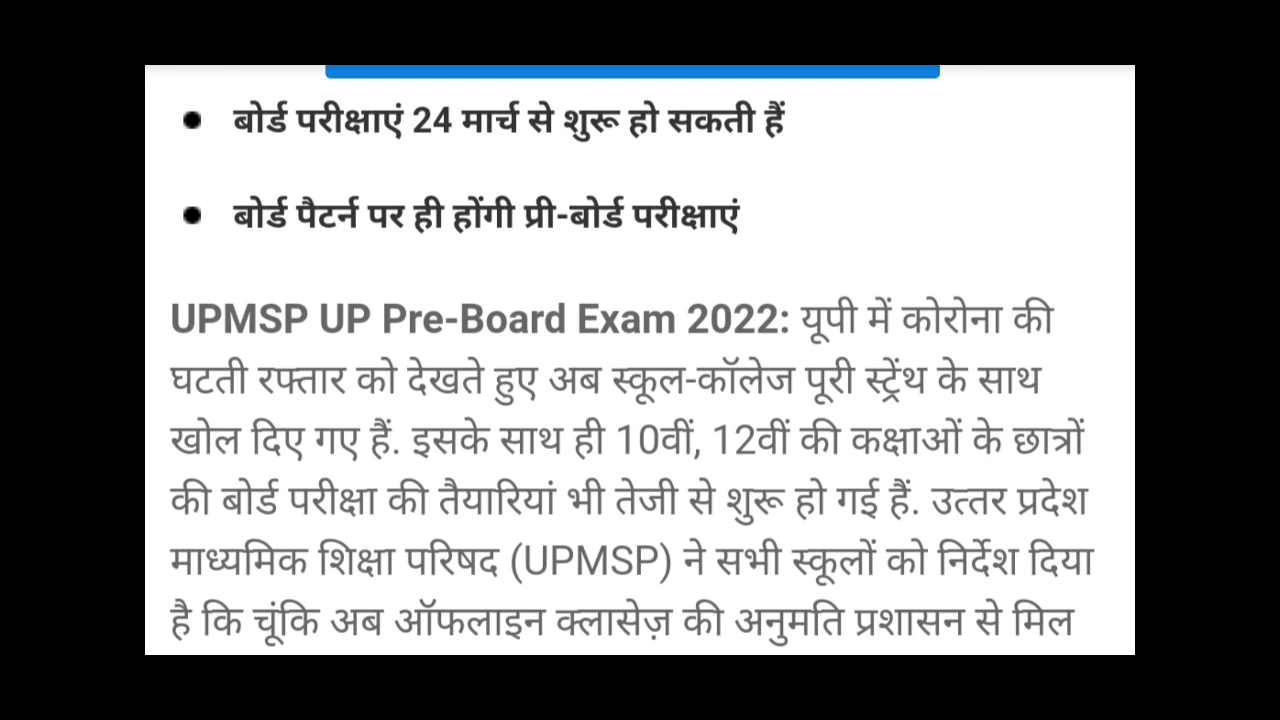 • बोर्ड परीक्षाएं 24 मार्च से शुरू हो सकती हैं
• बोर्ड पैटर्न पर ही होंगी प्री-बोर्ड परीक्षाएं
UPMSP UP Pre-Board Exam 2022: यूपी में कोरोना की
घटती रफ्तार को देखते हुए अब स्कूल-कॉलेज पूरी स्ट्रेंथ के साथ
खोल दिए गए हैं. इसके साथ ही 10वीं, 12वीं की कक्षाओं के छात्रों
की बोर्ड परीक्षा की तैयारियां भी तेजी से शुरू हो गई हैं. उत्तर प्रदेश
माध्यमिक शिक्षा परिषद (UPMSP) ने सभी स्कूलों को निर्देश दिया
है कि चूंकि अब ऑफलाइन क्लासेज़ की अनुमति प्रशासन से मिल